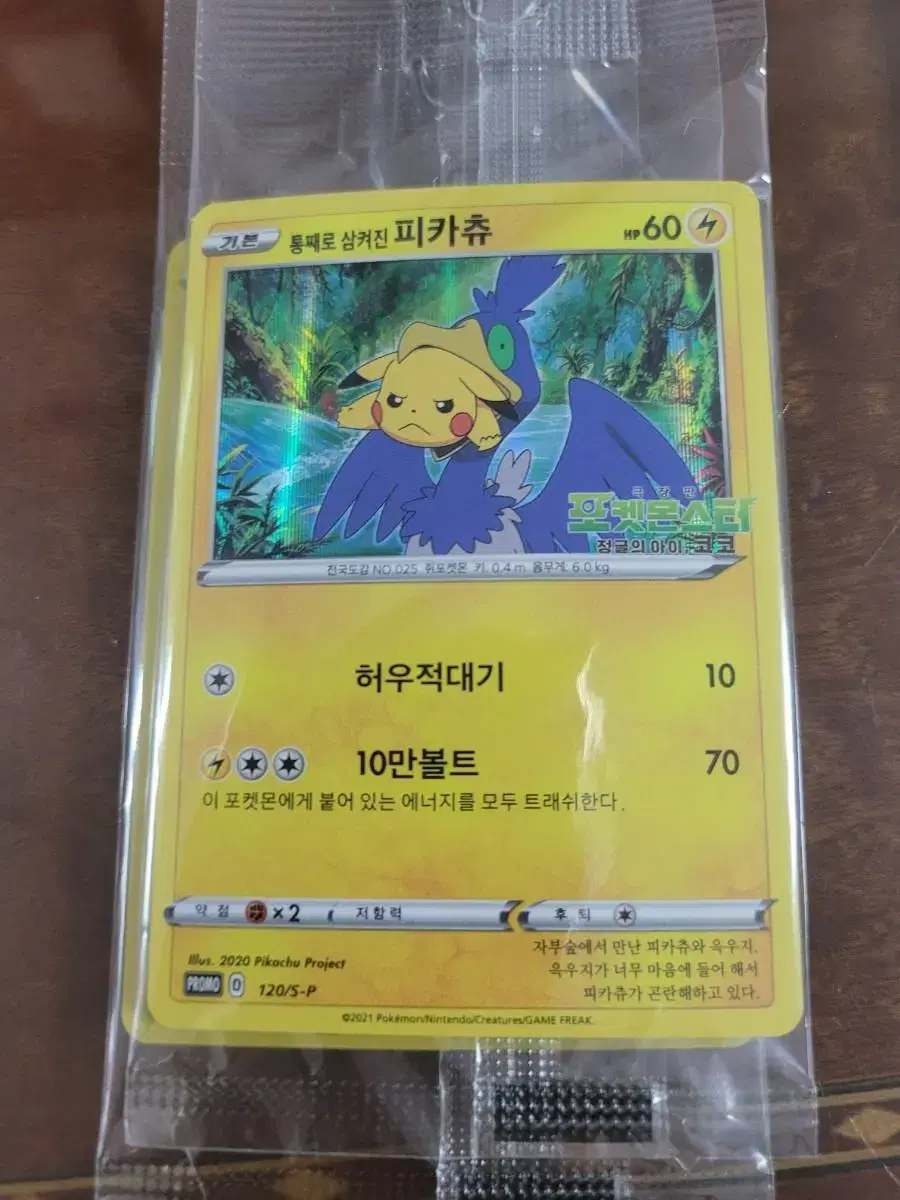 기본 통째로 삼켜진 피카츄 HP 60
극장판
포켓몬스터
정글의 아이, 코코
전국도감 NO.025 쥐포켓몬 키: 0.4 m 몸무게: 6.0 kg
허우적대기 10
10만볼트 70
이 포켓몬에게 붙어 있는 에너지를 모두 트래쉬한다.
약점 ×2 저항력 후퇴
자부숲에서 만난 피카츄와 윽우지.
윽우지가 너무 마음에 들어 해서
피카츄가 곤란해하고 있다.
Illus. 2020 Pikachu Project
PROMO D 120/S-P
©2021 Pokémon/Nintendo/Creatures/GAME FREAK.